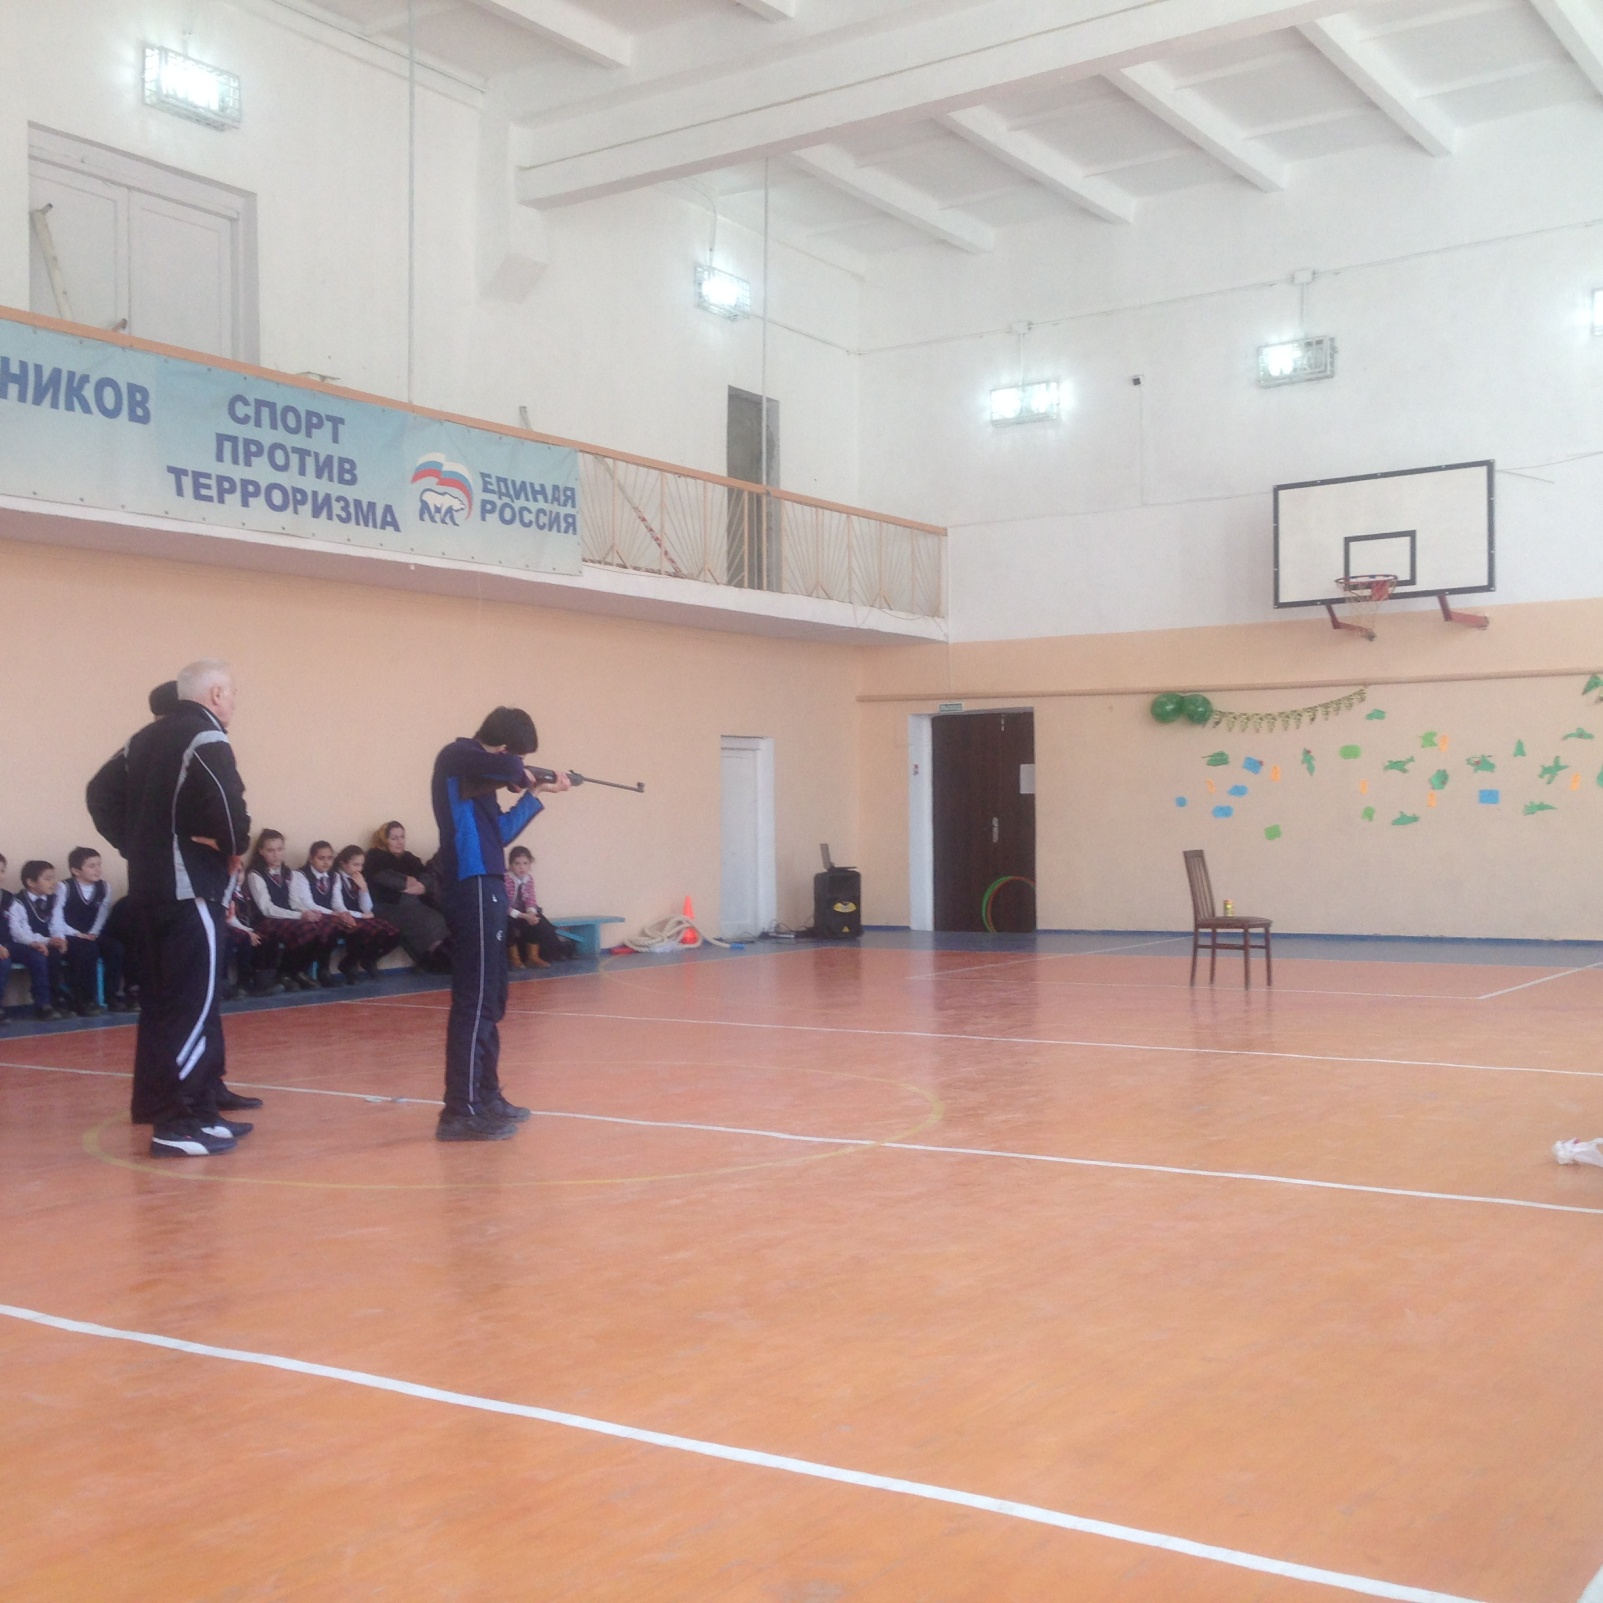 НИКОВ
СПОРТ
ПРОТИВ
ТЕРРОРИЗМА
ЕДИНАЯ
РОССИЯ